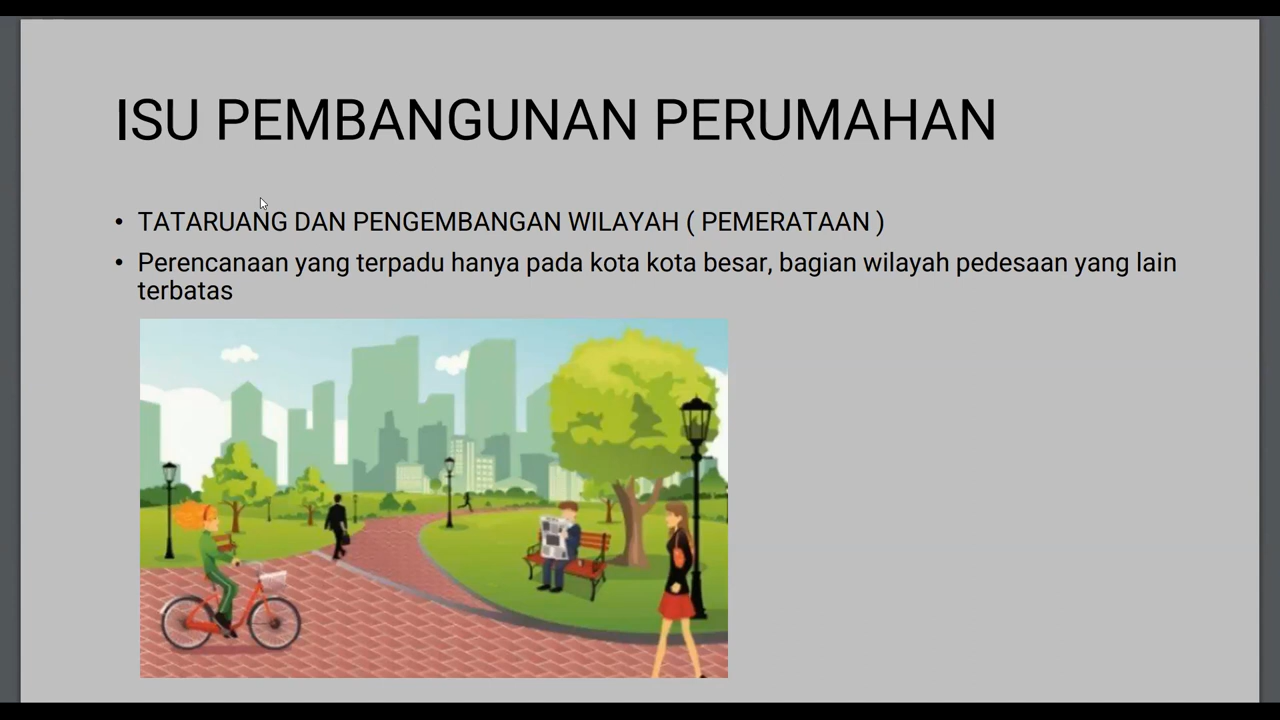 ISU PEMBANGUNAN PERUMAHAN
• TATARUANG DAN PENGEMBANGAN WILAYAH ( PEMERATAAN )
• Perencanaan yang terpadu hanya pada kota kota besar, bagian wilayah pedesaan yang lain
terbatas